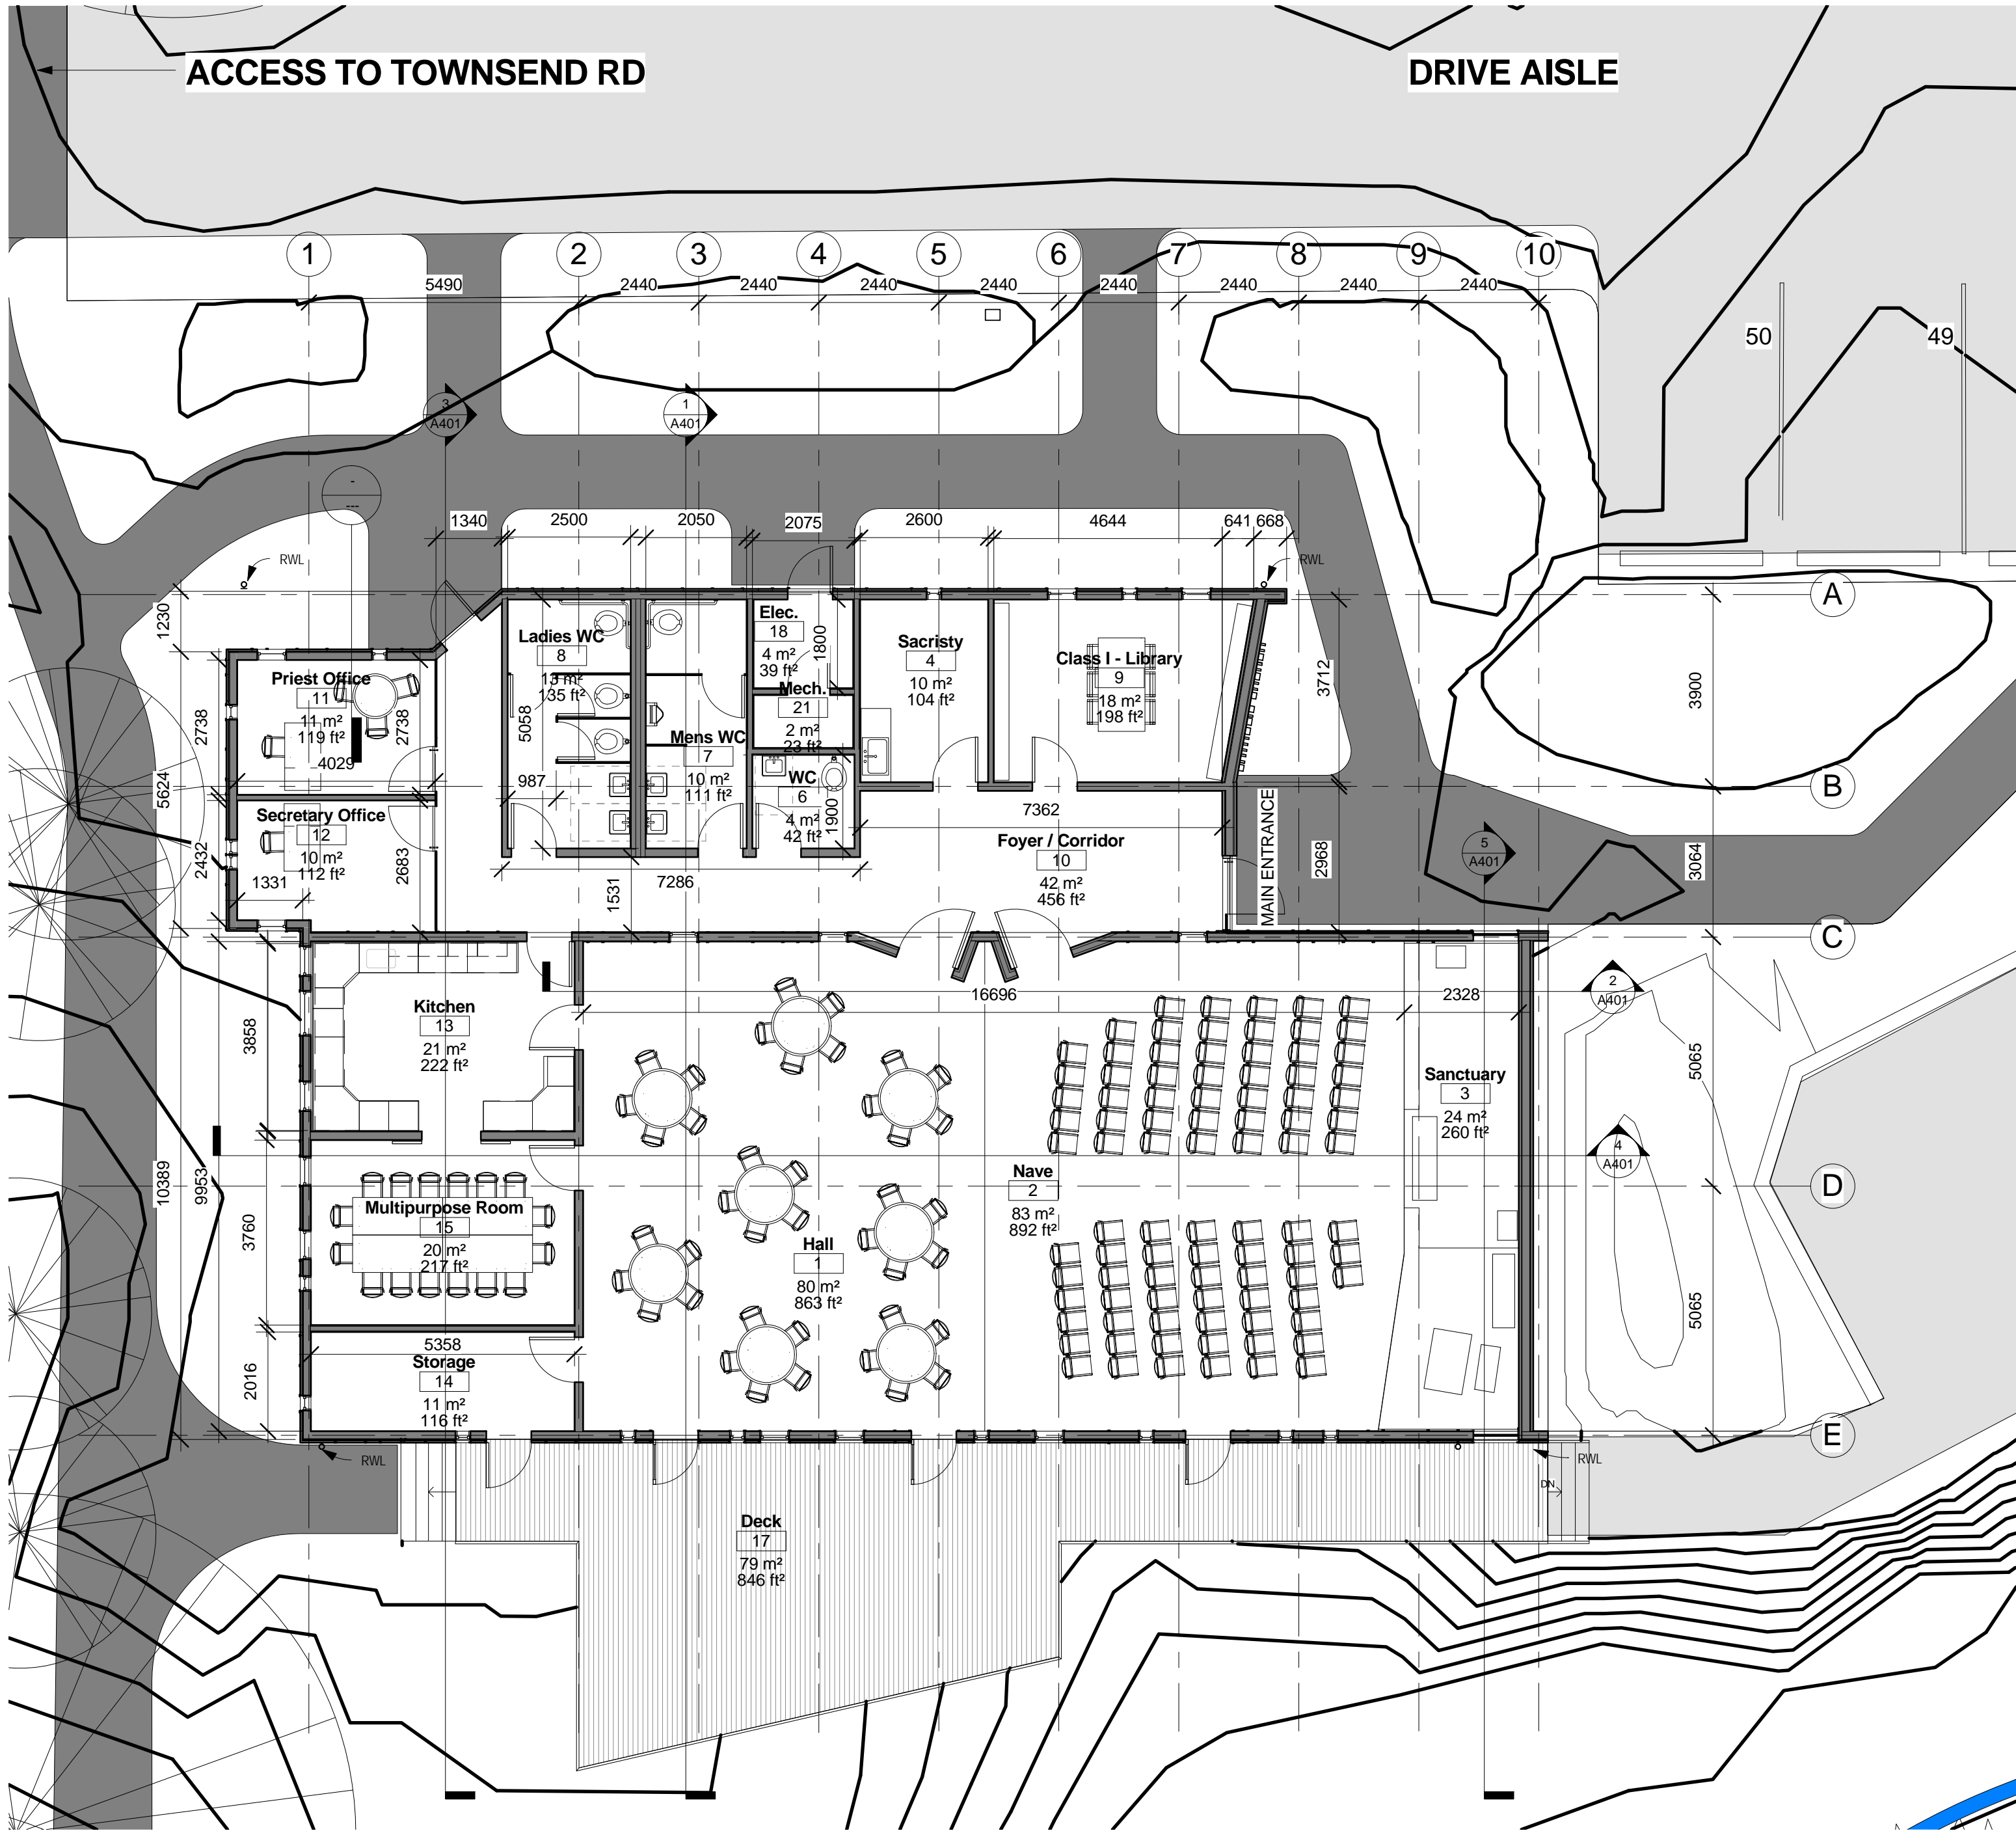 ACCESS TO TOWNSEND RD
DRIVE AISLE
1
2
3
4
5
6
7
8
9
10
5490
2440
2440
2440
2440
2440
2440
2440
2440
50
49
3
A401
1
A401
-
---
1340
2500
2050
2075
2600
4644
641
668
RWL
RWL
A
1230
Ladies WC
8
13 m²
135 ft²
Elec.
18
4 m²
39 ft²
1800
Sacristy
4
10 m²
104 ft²
Class I - Library
9
18 m²
198 ft²
3712
3900
Priest Office
11
11 m²
119 ft²
4029
2738
2738
5058
Mech.
21
2 m²
23 ft²
Mens WC
7
10 m²
111 ft²
987
WC
6
4 m²
42 ft²
1900
B
5624
7362
MAIN ENTRANCE
Secretary Office
12
10 m²
112 ft²
1331
2432
2683
Foyer / Corridor
10
42 m²
456 ft²
2968
5
A401
3064
7286
1531
C
16696
2328
2
A401
Kitchen
13
21 m²
222 ft²
3858
5065
Sanctuary
3
24 m²
260 ft²
4
A401
10389
9953
Nave
2
83 m²
892 ft²
D
Multipurpose Room
15
20 m²
217 ft²
3760
Hall
1
80 m²
863 ft²
5065
5358
Storage
14
11 m²
116 ft²
2016
E
RWL
RWL
DN
Deck
17
79 m²
846 ft²